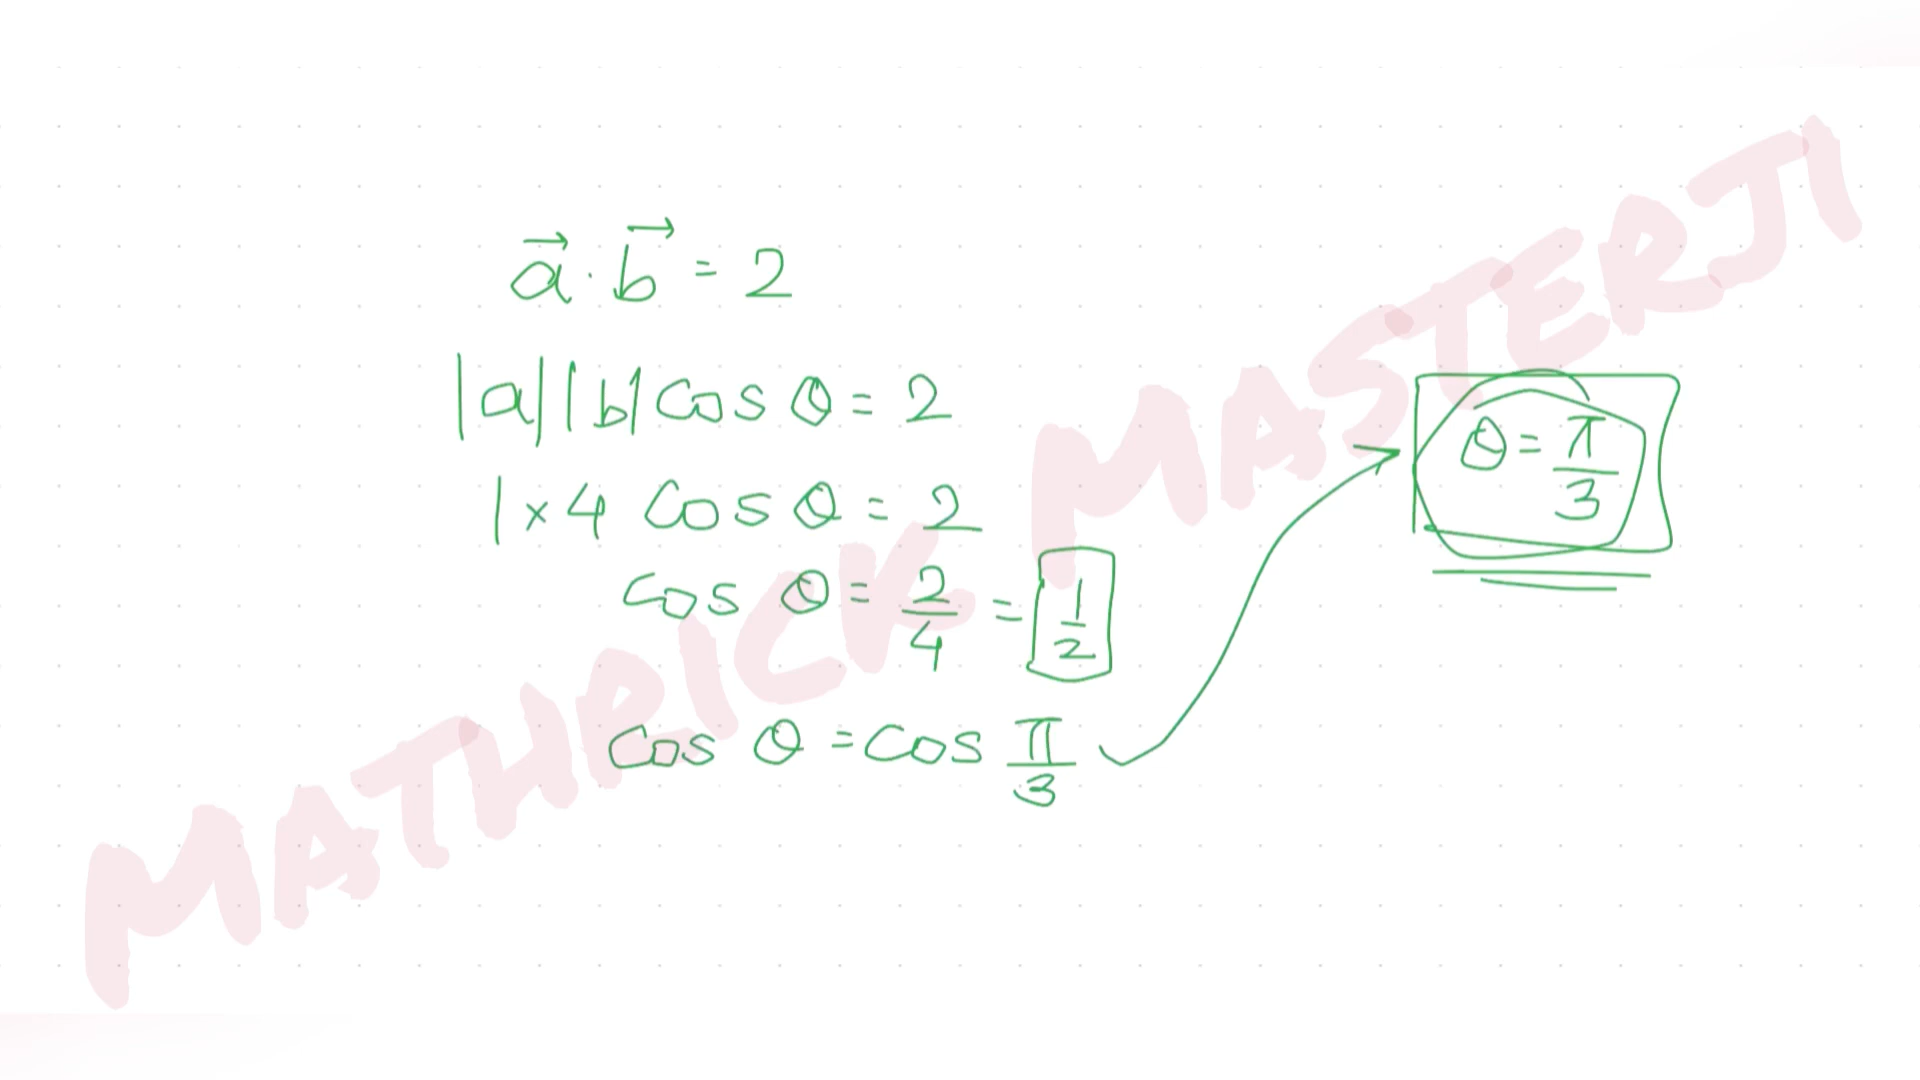 a⃗ . b⃗ = 2
|a| |b| cos θ = 2
1 × 4 cos θ = 2
cos θ = 2/4 = 1/2
cos θ = cos π/3
θ = π/3
MATHRICK MASTERJI